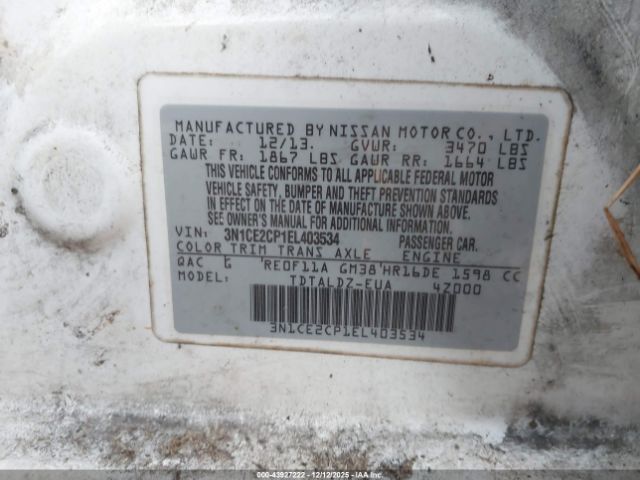 MANUFACTURED BY NISSAN MOTOR CO., LTD.
DATE: 12/13. GVWR: 3470 LBS
GAWR FR: 1867 LBS GAWR RR: 1664 LBS
THIS VEHICLE CONFORMS TO ALL APPLICABLE FEDERAL MOTOR
VEHICLE SAFETY, BUMPER AND THEFT PREVENTION STANDARDS
IN EFFECT ON THE DATE OF MANUFACTURE SHOWN ABOVE.
SEE OWNER'S MANUAL FOR ADDITIONAL INFORMATION.
VIN: 3N1CE2CP1EL403534 PASSENGER CAR.
COLOR TRIM TRANS AXLE ENGINE
QAC G RE0F11A GM38 HR16DE 1598 CC
MODEL: TDTALDZ-EUA 4Z000
3N1CE2CP1EL403534
000-43927222 - 12/12/2025 - IAA Inc.